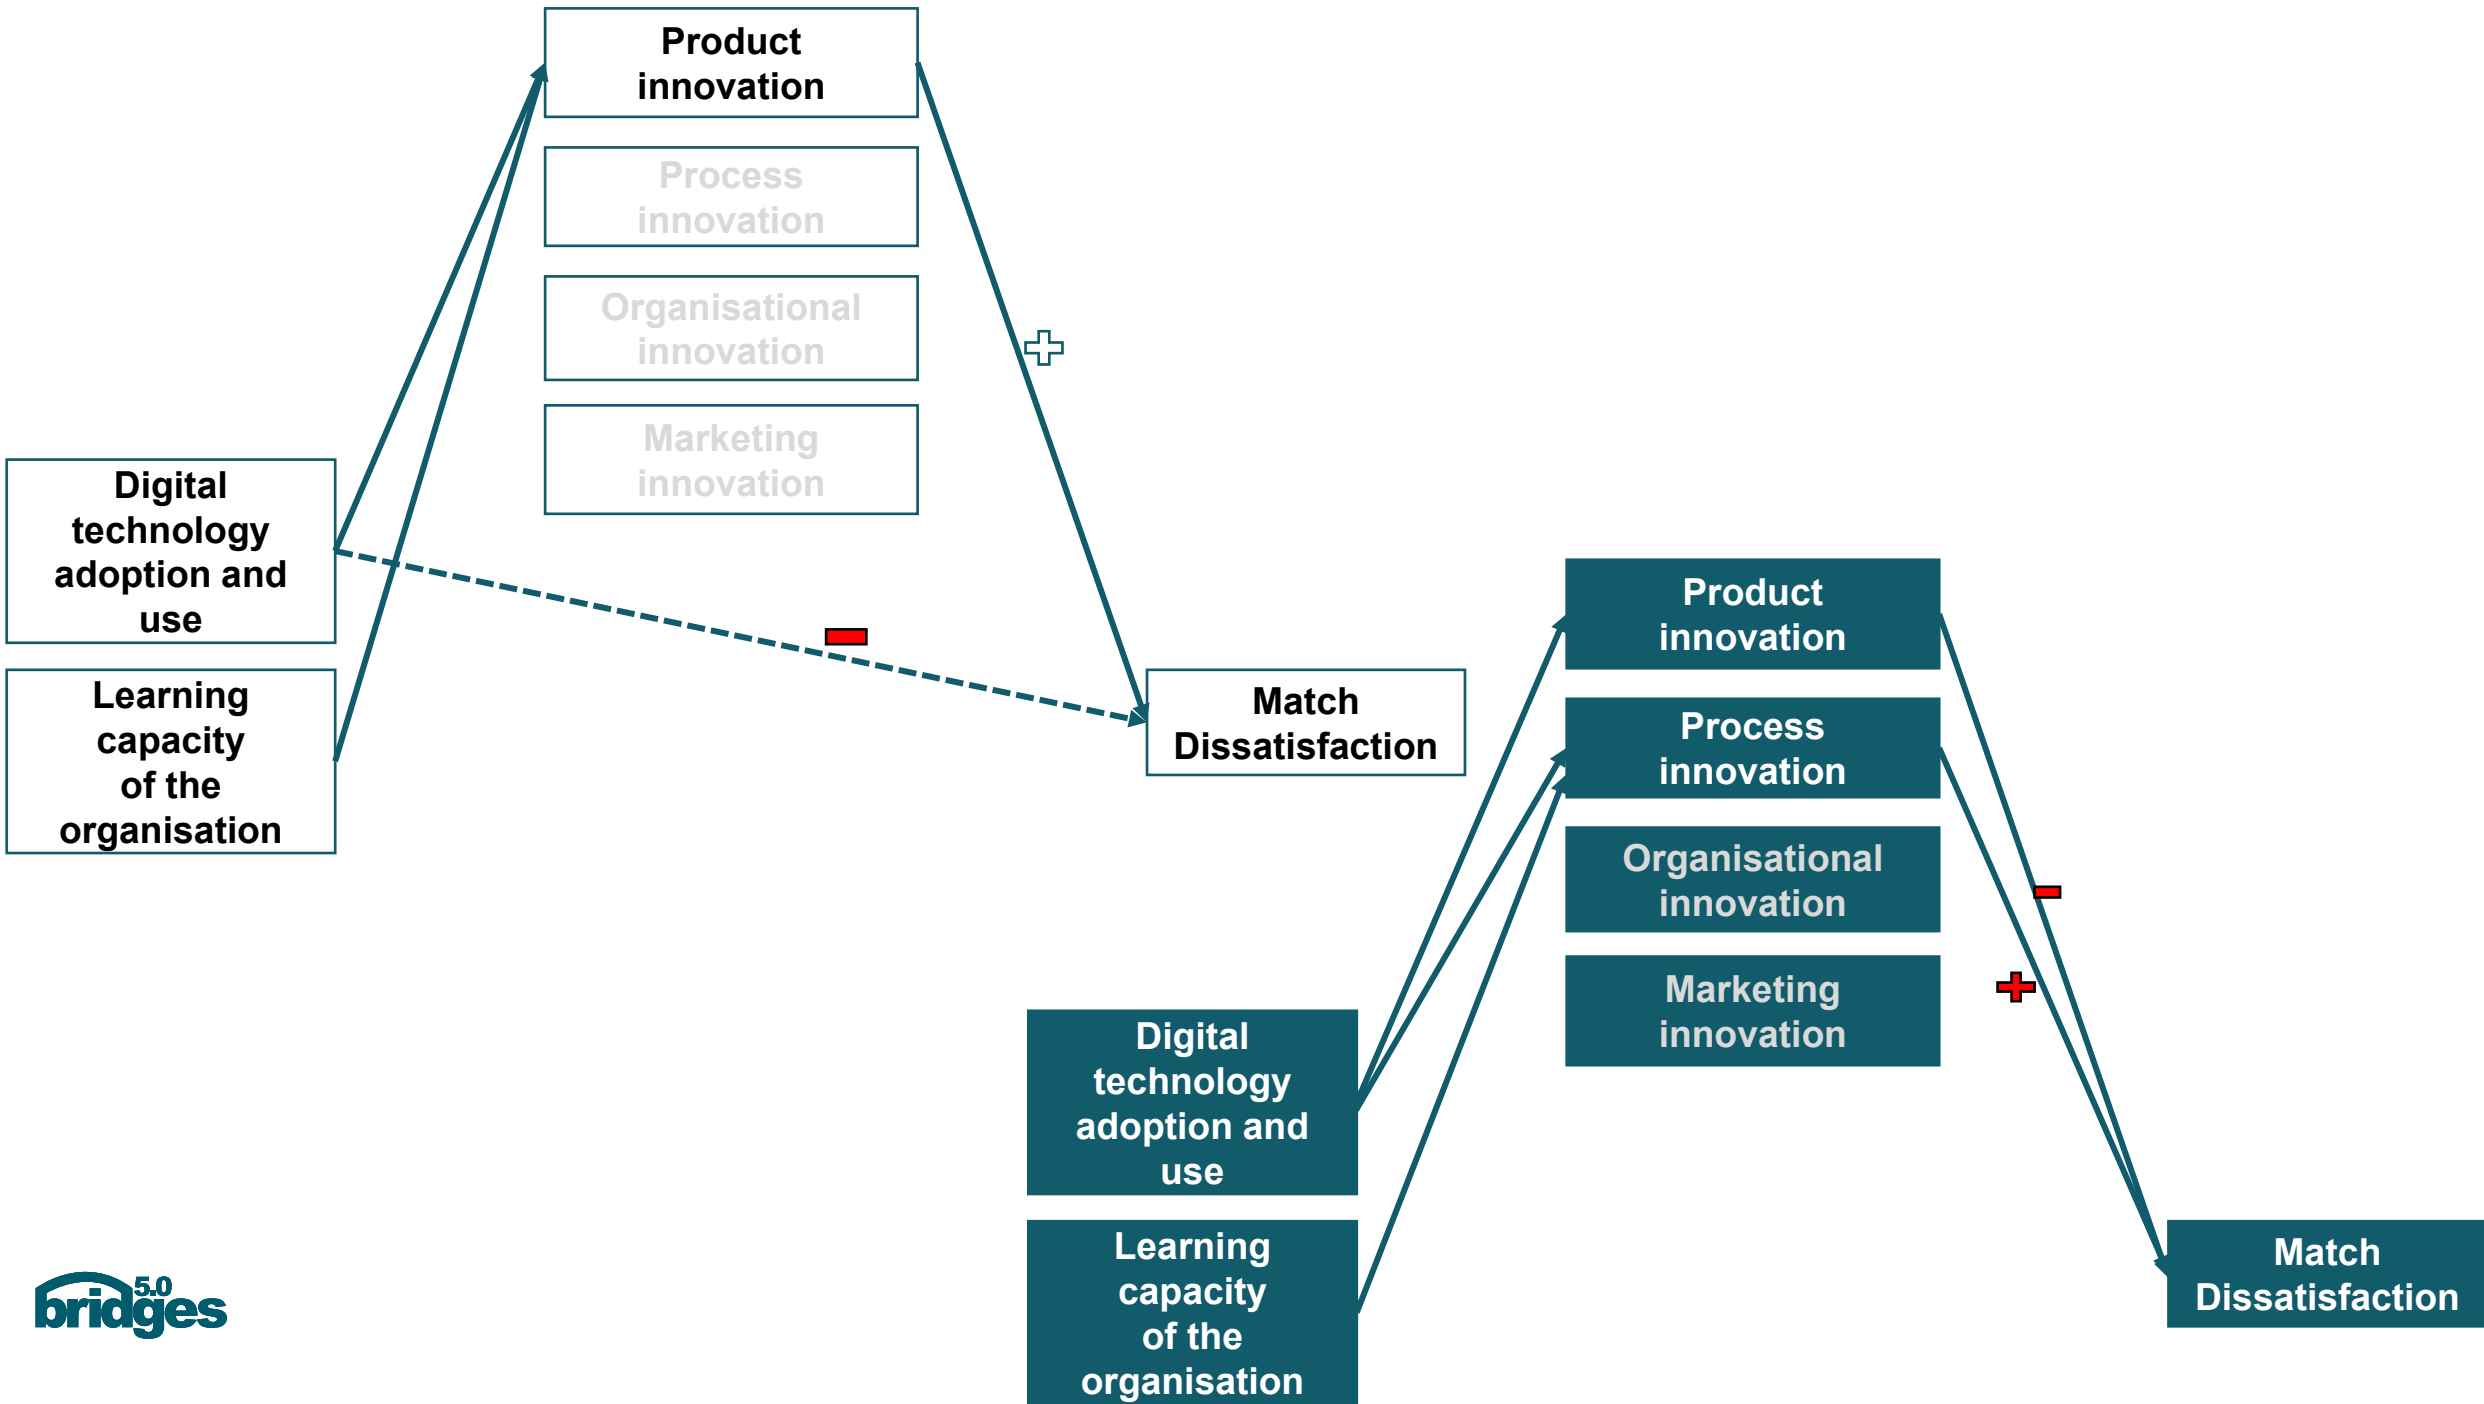 Product
innovation
Process
innovation
Organisational
innovation
Marketing
innovation
Digital
technology
adoption and
use
Learning
capacity
of the
organisation
Match
Dissatisfaction
Product
innovation
Process
innovation
Organisational
innovation
Marketing
innovation
Digital
technology
adoption and
use
Learning
capacity
of the
organisation
Match
Dissatisfaction
5.0
bridges